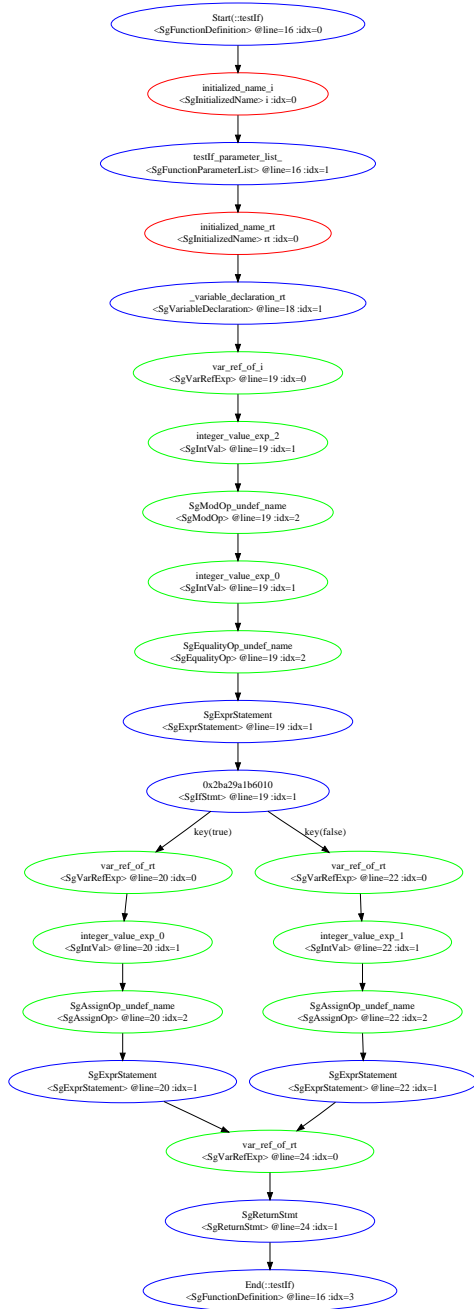 Start(::testIf)
<SgFunctionDefinition> @line=16 :idx=0
initialized_name_i
<SgInitializedName> i :idx=0
testIf_parameter_list_
<SgFunctionParameterList> @line=16 :idx=1
initialized_name_rt
<SgInitializedName> rt :idx=0
_variable_declaration_rt
<SgVariableDeclaration> @line=18 :idx=1
var_ref_of_i
<SgVarRefExp> @line=19 :idx=0
integer_value_exp_2
<SgIntVal> @line=19 :idx=1
SgModOp_undef_name
<SgModOp> @line=19 :idx=2
integer_value_exp_0
<SgIntVal> @line=19 :idx=1
SgEqualityOp_undef_name
<SgEqualityOp> @line=19 :idx=2
SgExprStatement
<SgExprStatement> @line=19 :idx=1
0x2ba29a1b6010
<SgIfStmt> @line=19 :idx=1
key(true)
key(false)
var_ref_of_rt
<SgVarRefExp> @line=20 :idx=0
var_ref_of_rt
<SgVarRefExp> @line=22 :idx=0
integer_value_exp_0
<SgIntVal> @line=20 :idx=1
integer_value_exp_1
<SgIntVal> @line=22 :idx=1
SgAssignOp_undef_name
<SgAssignOp> @line=20 :idx=2
SgAssignOp_undef_name
<SgAssignOp> @line=22 :idx=2
SgExprStatement
<SgExprStatement> @line=20 :idx=1
SgExprStatement
<SgExprStatement> @line=22 :idx=1
var_ref_of_rt
<SgVarRefExp> @line=24 :idx=0
SgReturnStmt
<SgReturnStmt> @line=24 :idx=1
End(::testIf)
<SgFunctionDefinition> @line=16 :idx=3